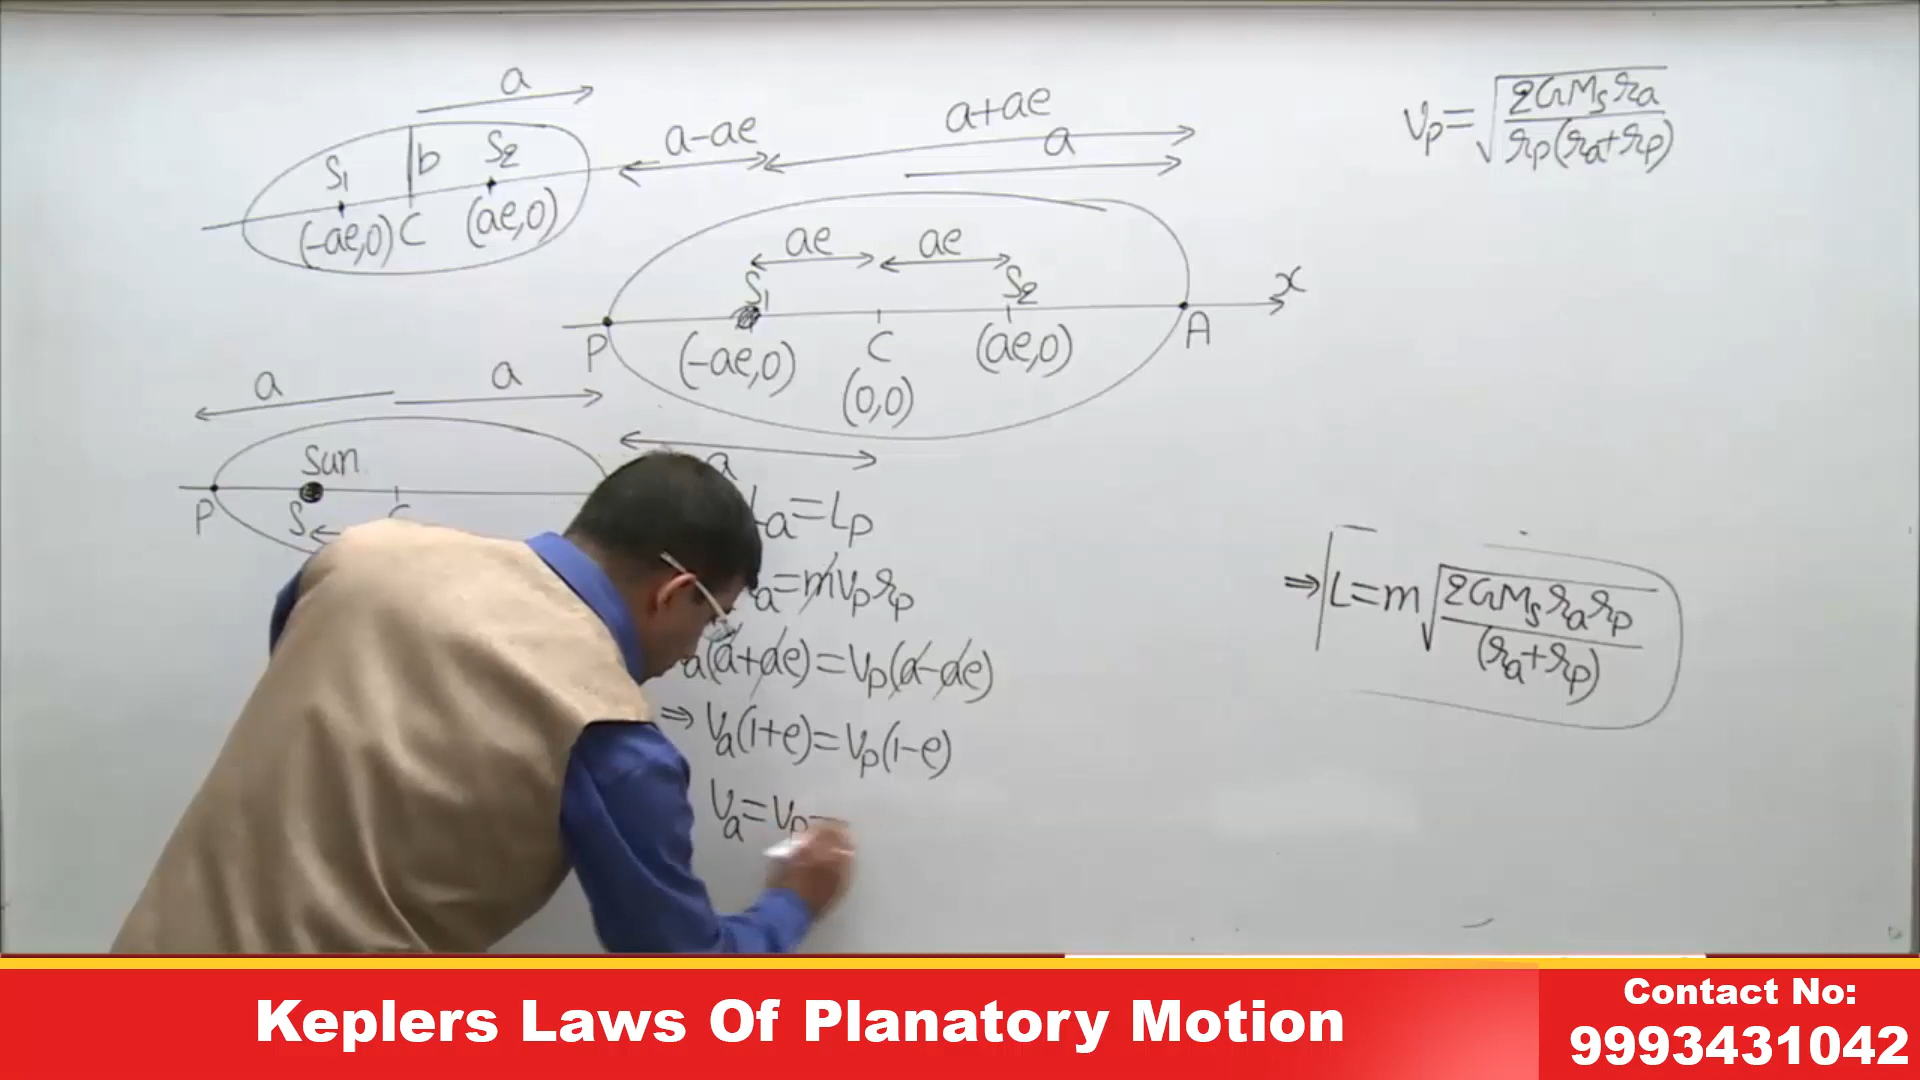 a
b
S₁
S₂
(-ae,0)
C
(ae,0)
a-ae
a+ae
a
ae
ae
S₁
S₂
x
P
(-ae,0)
C
(ae,0)
A
(0,0)
a
a
a
Sun
P
S
C
a=Lₚ
a=mvₚrₚ
a(a+ae)=vₚ(a-ae)
⇒ vₐ(1+e)=vₚ(1-e)
vₐ=vₚ
vₚ=√(2GMₛrₐ/rₚ(rₐ+rₚ))
⇒ L=m√(2GMₛrₐrₚ/(rₐ+rₚ))
Keplers Laws Of Planatory Motion
Contact No:
9993431042